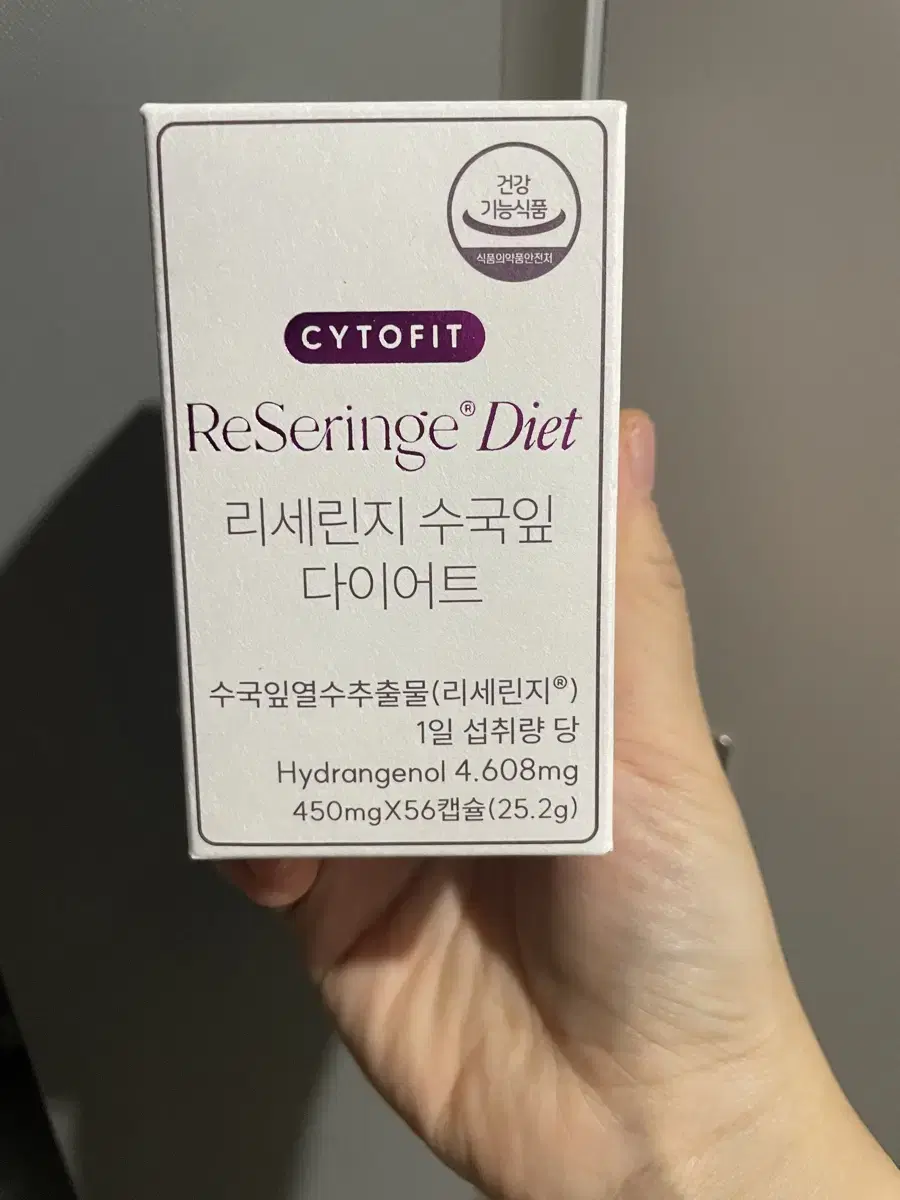 건강
기능식품
식품의약품안전처
CYTOFIT
ReSeringe® Diet
리세린지 수국잎
다이어트
수국잎열수추출물(리세린지®)
1일 섭취량 당
Hydrangenol 4.608mg
450mgX56캡슐(25.2g)